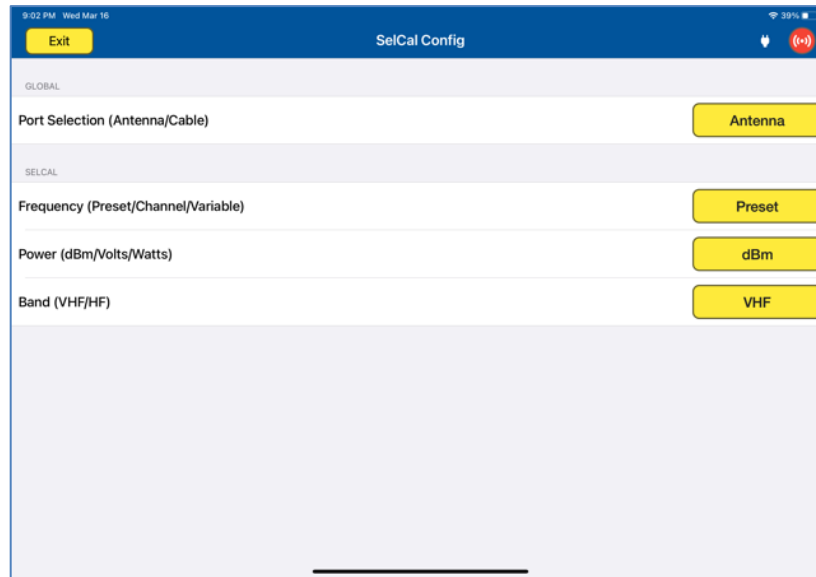 9:02 PM Wed Mar 16
39%
Exit
SelCal Config
GLOBAL
Port Selection (Antenna/Cable)
Antenna
SELCAL
Frequency (Preset/Channel/Variable)
Preset
Power (dBm/Volts/Watts)
dBm
Band (VHF/HF)
VHF